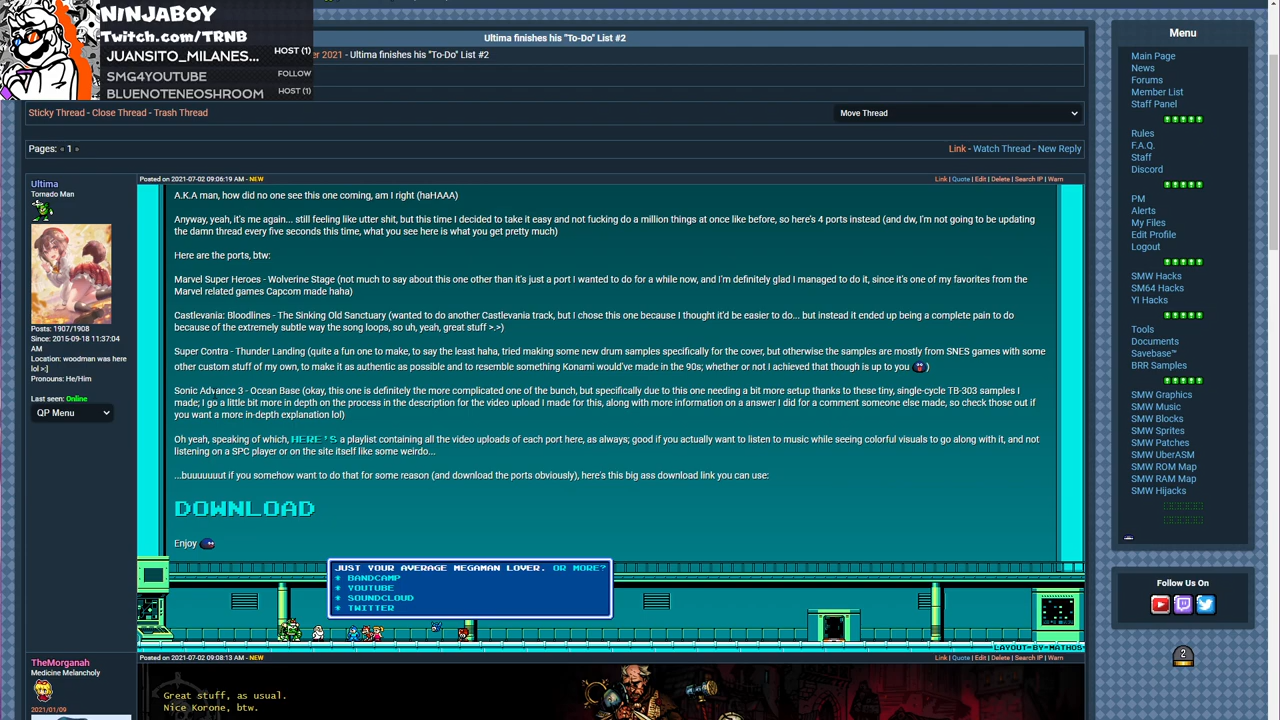 NINJABOY
Twitch.com/TRNB
JUANSITO_MILANES... HOST (1)
SMG4YOUTUBE FOLLOW
BLUENOTENEOSHROOM HOST (1)
Ultima finishes his "To-Do" List #2
er 2021 - Ultima finishes his "To-Do" List #2
Sticky Thread - Close Thread - Trash Thread
Move Thread
Pages: « 1 »
Link - Watch Thread - New Reply
Ultima
Tornado Man
Posts: 1907/1908
Since: 2015-09-18 11:37:04
AM
Location: woodman was here
lol >:]
Pronouns: He/Him
Last seen: Online
QP Menu
Posted on 2021-07-02 09:06:19 AM - NEW
Link | Quote | Edit | Delete | Search IP | Warn
A.K.A man, how did no one see this one coming, am I right (haHAAA)
Anyway, yeah, it's me again... still feeling like utter shit, but this time I decided to take it easy and not fucking do a million things at once like before, so here's 4 ports instead (and dw, I'm not going to be updating
the damn thread every five seconds this time, what you see here is what you get pretty much)
Here are the ports, btw:
Marvel Super Heroes - Wolverine Stage (not much to say about this one other than it's just a port I wanted to do for a while now, and I'm definitely glad I managed to do it, since it's one of my favorites from the
Marvel related games Capcom made haha)
Castlevania: Bloodlines - The Sinking Old Sanctuary (wanted to do another Castlevania track, but I chose this one because I thought it'd be easier to do... but instead it ended up being a complete pain to do
because of the extremely subtle way the song loops, so uh, yeah, great stuff >.>)
Super Contra - Thunder Landing (quite a fun one to make, to say the least haha, tried making some new drum samples specifically for the cover, but otherwise the samples are mostly from SNES games with some
other custom stuff of my own, to make it as authentic as possible and to resemble something Konami would've made in the 90s; whether or not I achieved that though is up to you )
Sonic Advance 3 - Ocean Base (okay, this one is definitely the more complicated one of the bunch, but specifically due to this one needing a bit more setup thanks to these tiny, single-cycle TB-303 samples I
made; I go a little bit more in depth on the process in the description for the video upload I made for this, along with more information on a answer I did for a comment someone else made, so check those out if
you want a more in-depth explanation lol)
Oh yeah, speaking of which, HERE'S a playlist containing all the video uploads of each port here, as always; good if you actually want to listen to music while seeing colorful visuals to go along with it, and not
listening on a SPC player or on the site itself like some weirdo...
...buuuuuuut if you somehow want to do that for some reason (and download the ports obviously), here's this big ass download link you can use:
DOWNLOAD
Enjoy
JUST YOUR AVERAGE MEGAMAN LOVER. OR MORE?
* BANDCAMP
* YOUTUBE
* SOUNDCLOUD
* TWITTER
LAYOUT-BY-MATHOS
TheMorganah
Medicine Melancholy
2021/01/09
Posted on 2021-07-02 09:08:13 AM - NEW
Link | Quote | Edit | Delete | Search IP | Warn
Great stuff, as usual.
Nice Korone, btw.
Menu
Main Page
News
Forums
Member List
Staff Panel
Rules
F.A.Q.
Staff
Discord
PM
Alerts
My Files
Edit Profile
Logout
SMW Hacks
SM64 Hacks
YI Hacks
Tools
Documents
Savebase™
BRR Samples
SMW Graphics
SMW Music
SMW Blocks
SMW Sprites
SMW Patches
SMW UberASM
SMW ROM Map
SMW RAM Map
SMW Hijacks
Follow Us On
2